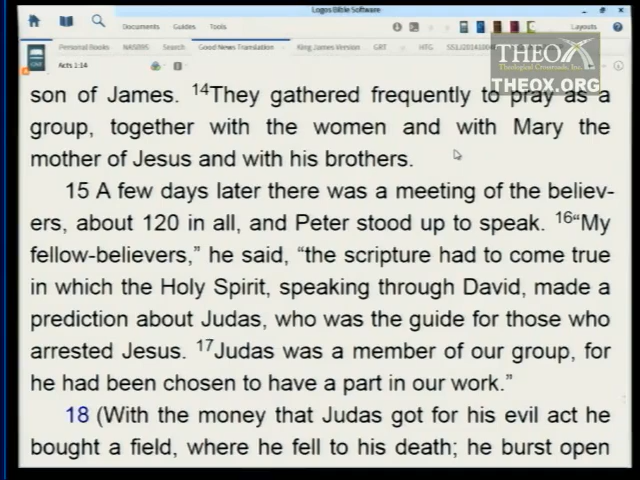 Logos Bible Software
Documents Guides Tools Layouts
Personal Books NASB95 Search Good News Translation King James Version GRT HTG
Acts 1:14
THEOX
Theological Crossroads, Inc.
THEOX.ORG
son of James. 14They gathered frequently to pray as a
group, together with the women and with Mary the
mother of Jesus and with his brothers.
15 A few days later there was a meeting of the believ-
ers, about 120 in all, and Peter stood up to speak. 16“My
fellow-believers,” he said, “the scripture had to come true
in which the Holy Spirit, speaking through David, made a
prediction about Judas, who was the guide for those who
arrested Jesus. 17Judas was a member of our group, for
he had been chosen to have a part in our work.”
18 (With the money that Judas got for his evil act he
bought a field, where he fell to his death; he burst open